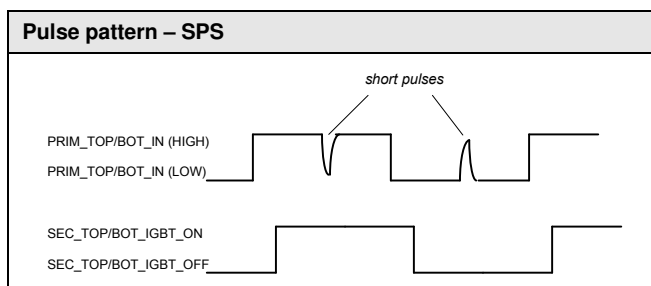 Pulse pattern – SPS
short pulses
PRIM_TOP/BOT_IN (HIGH)
PRIM_TOP/BOT_IN (LOW)
SEC_TOP/BOT_IGBT_ON
SEC_TOP/BOT_IGBT_OFF